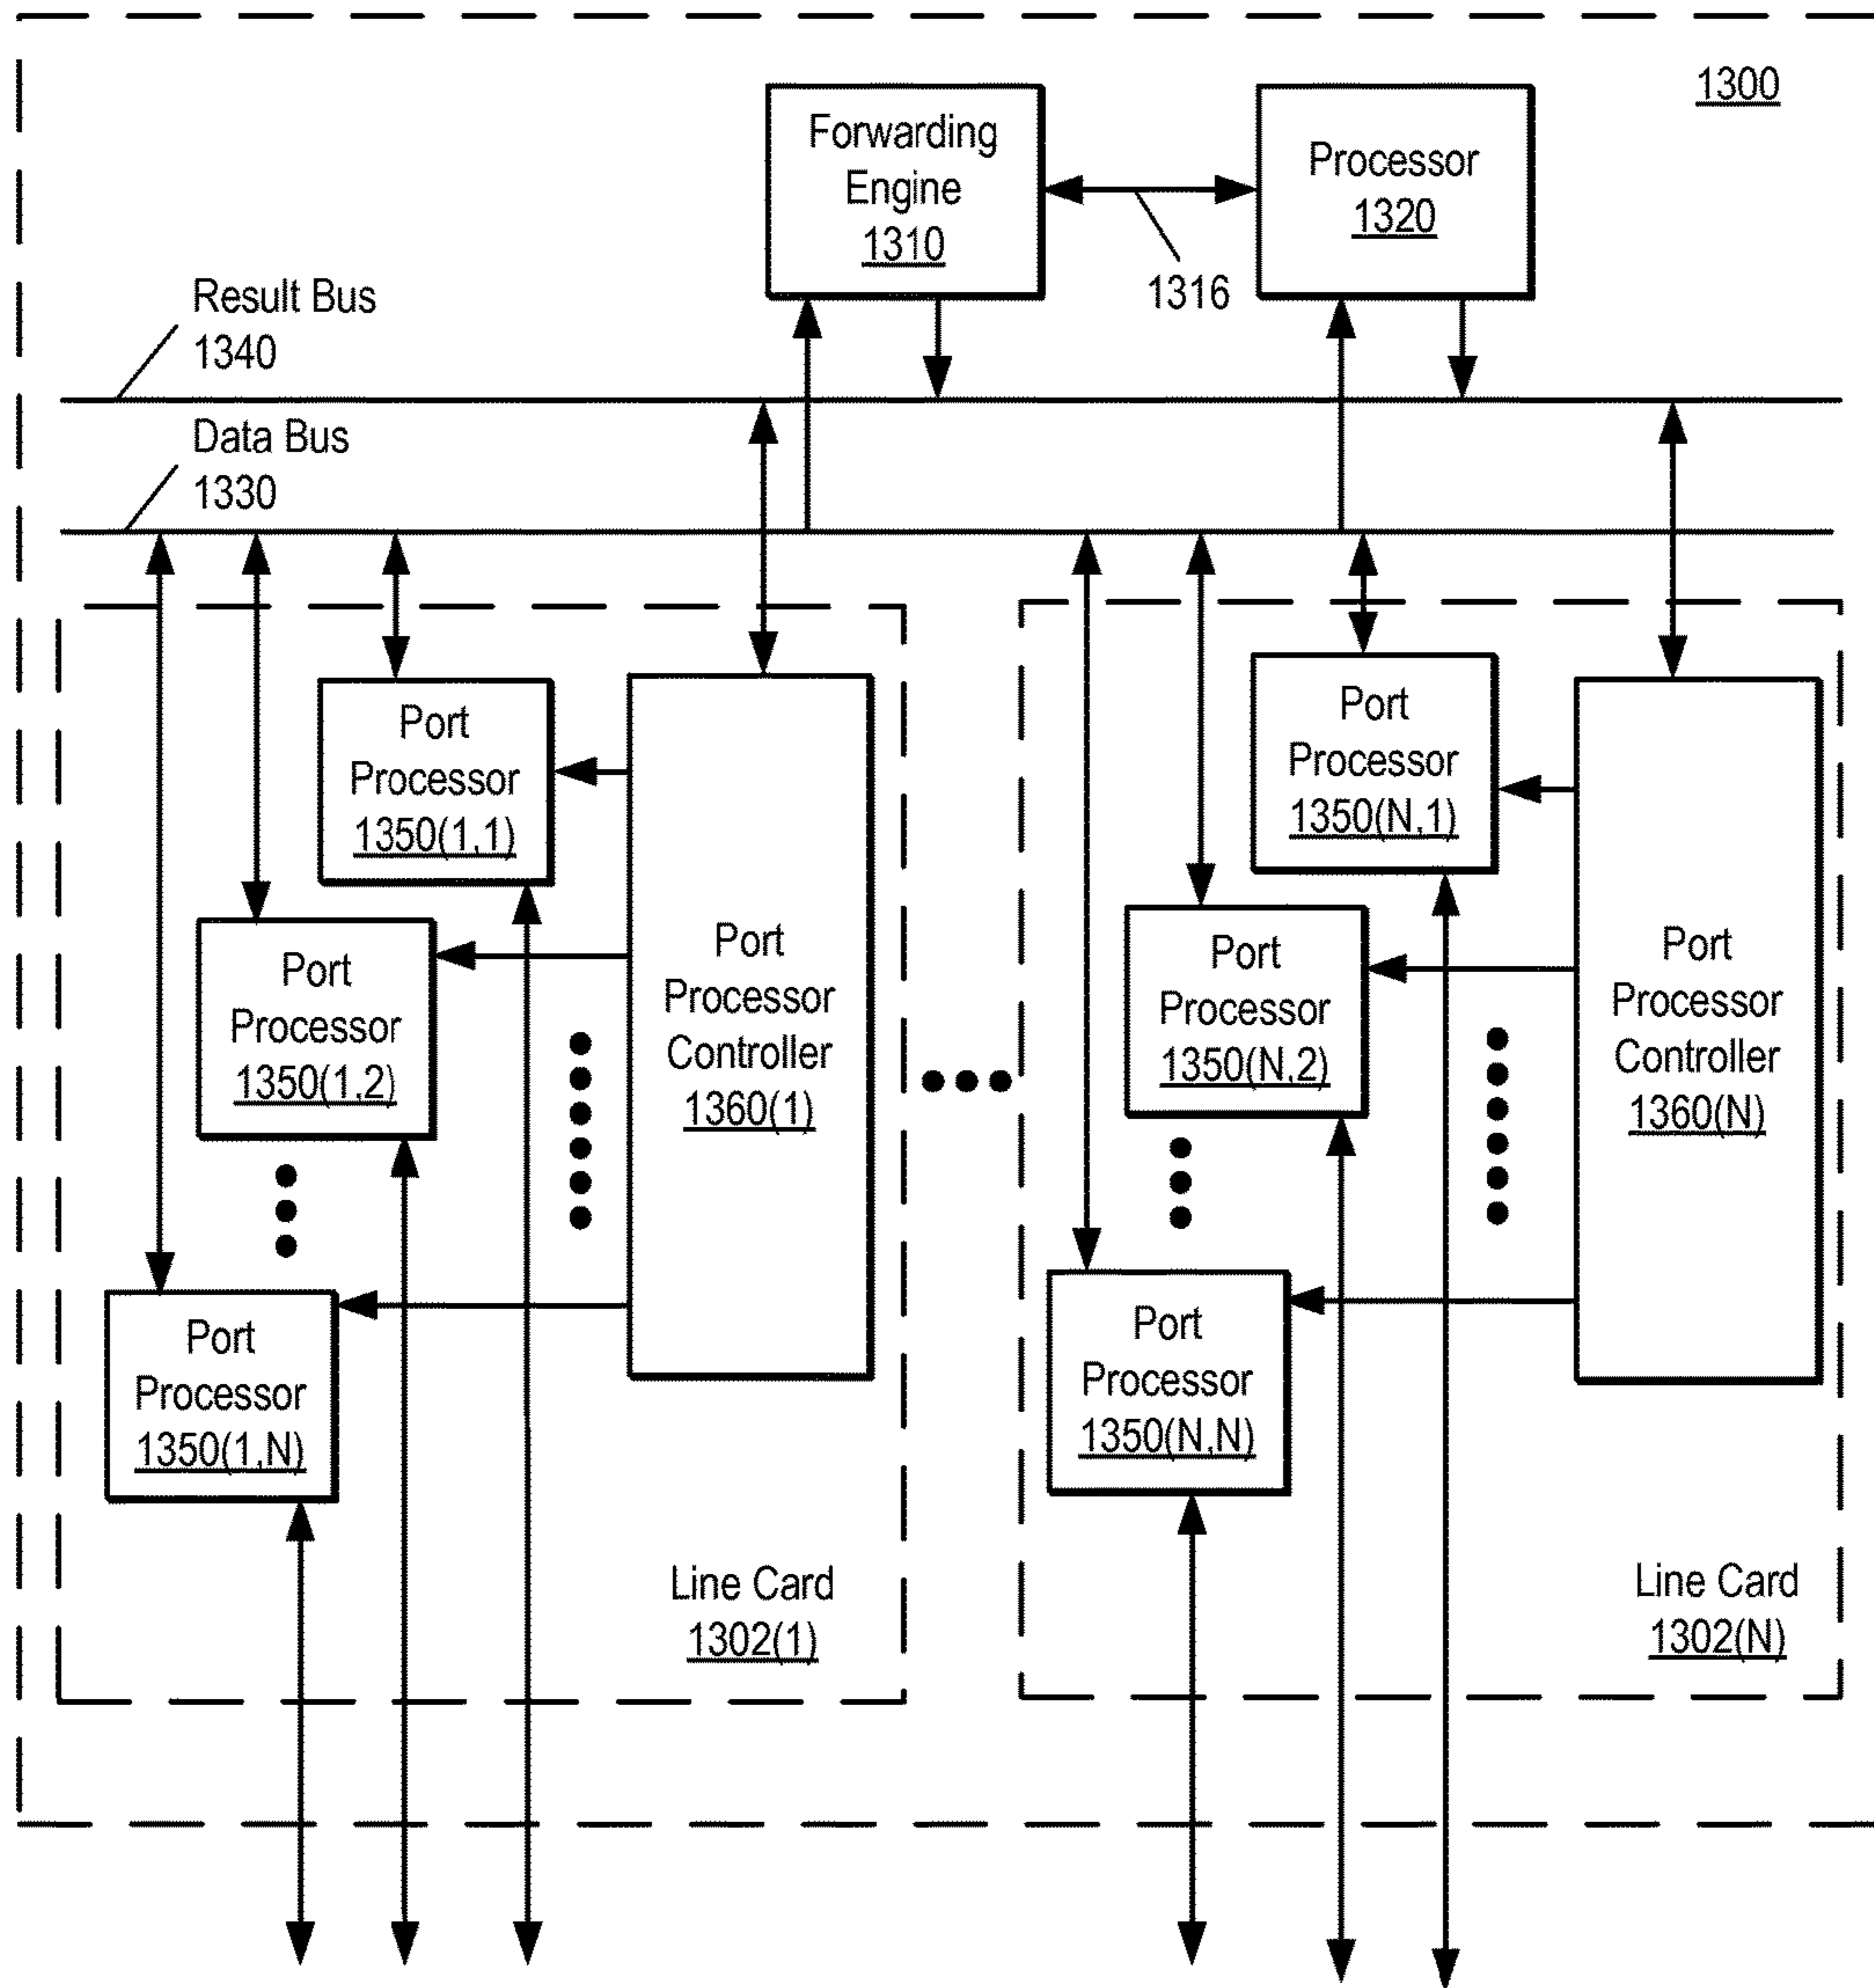 1300
Forwarding
Engine
1310
Processor
1320
1316
Result Bus
1340
Data Bus
1330
Port
Processor
1350(1,1)
Port
Processor
1350(1,2)
Port
Processor
1350(1,N)
Port
Processor
Controller
1360(1)
Line Card
1302(1)
Port
Processor
1350(N,1)
Port
Processor
1350(N,2)
Port
Processor
1350(N,N)
Port
Processor
Controller
1360(N)
Line Card
1302(N)